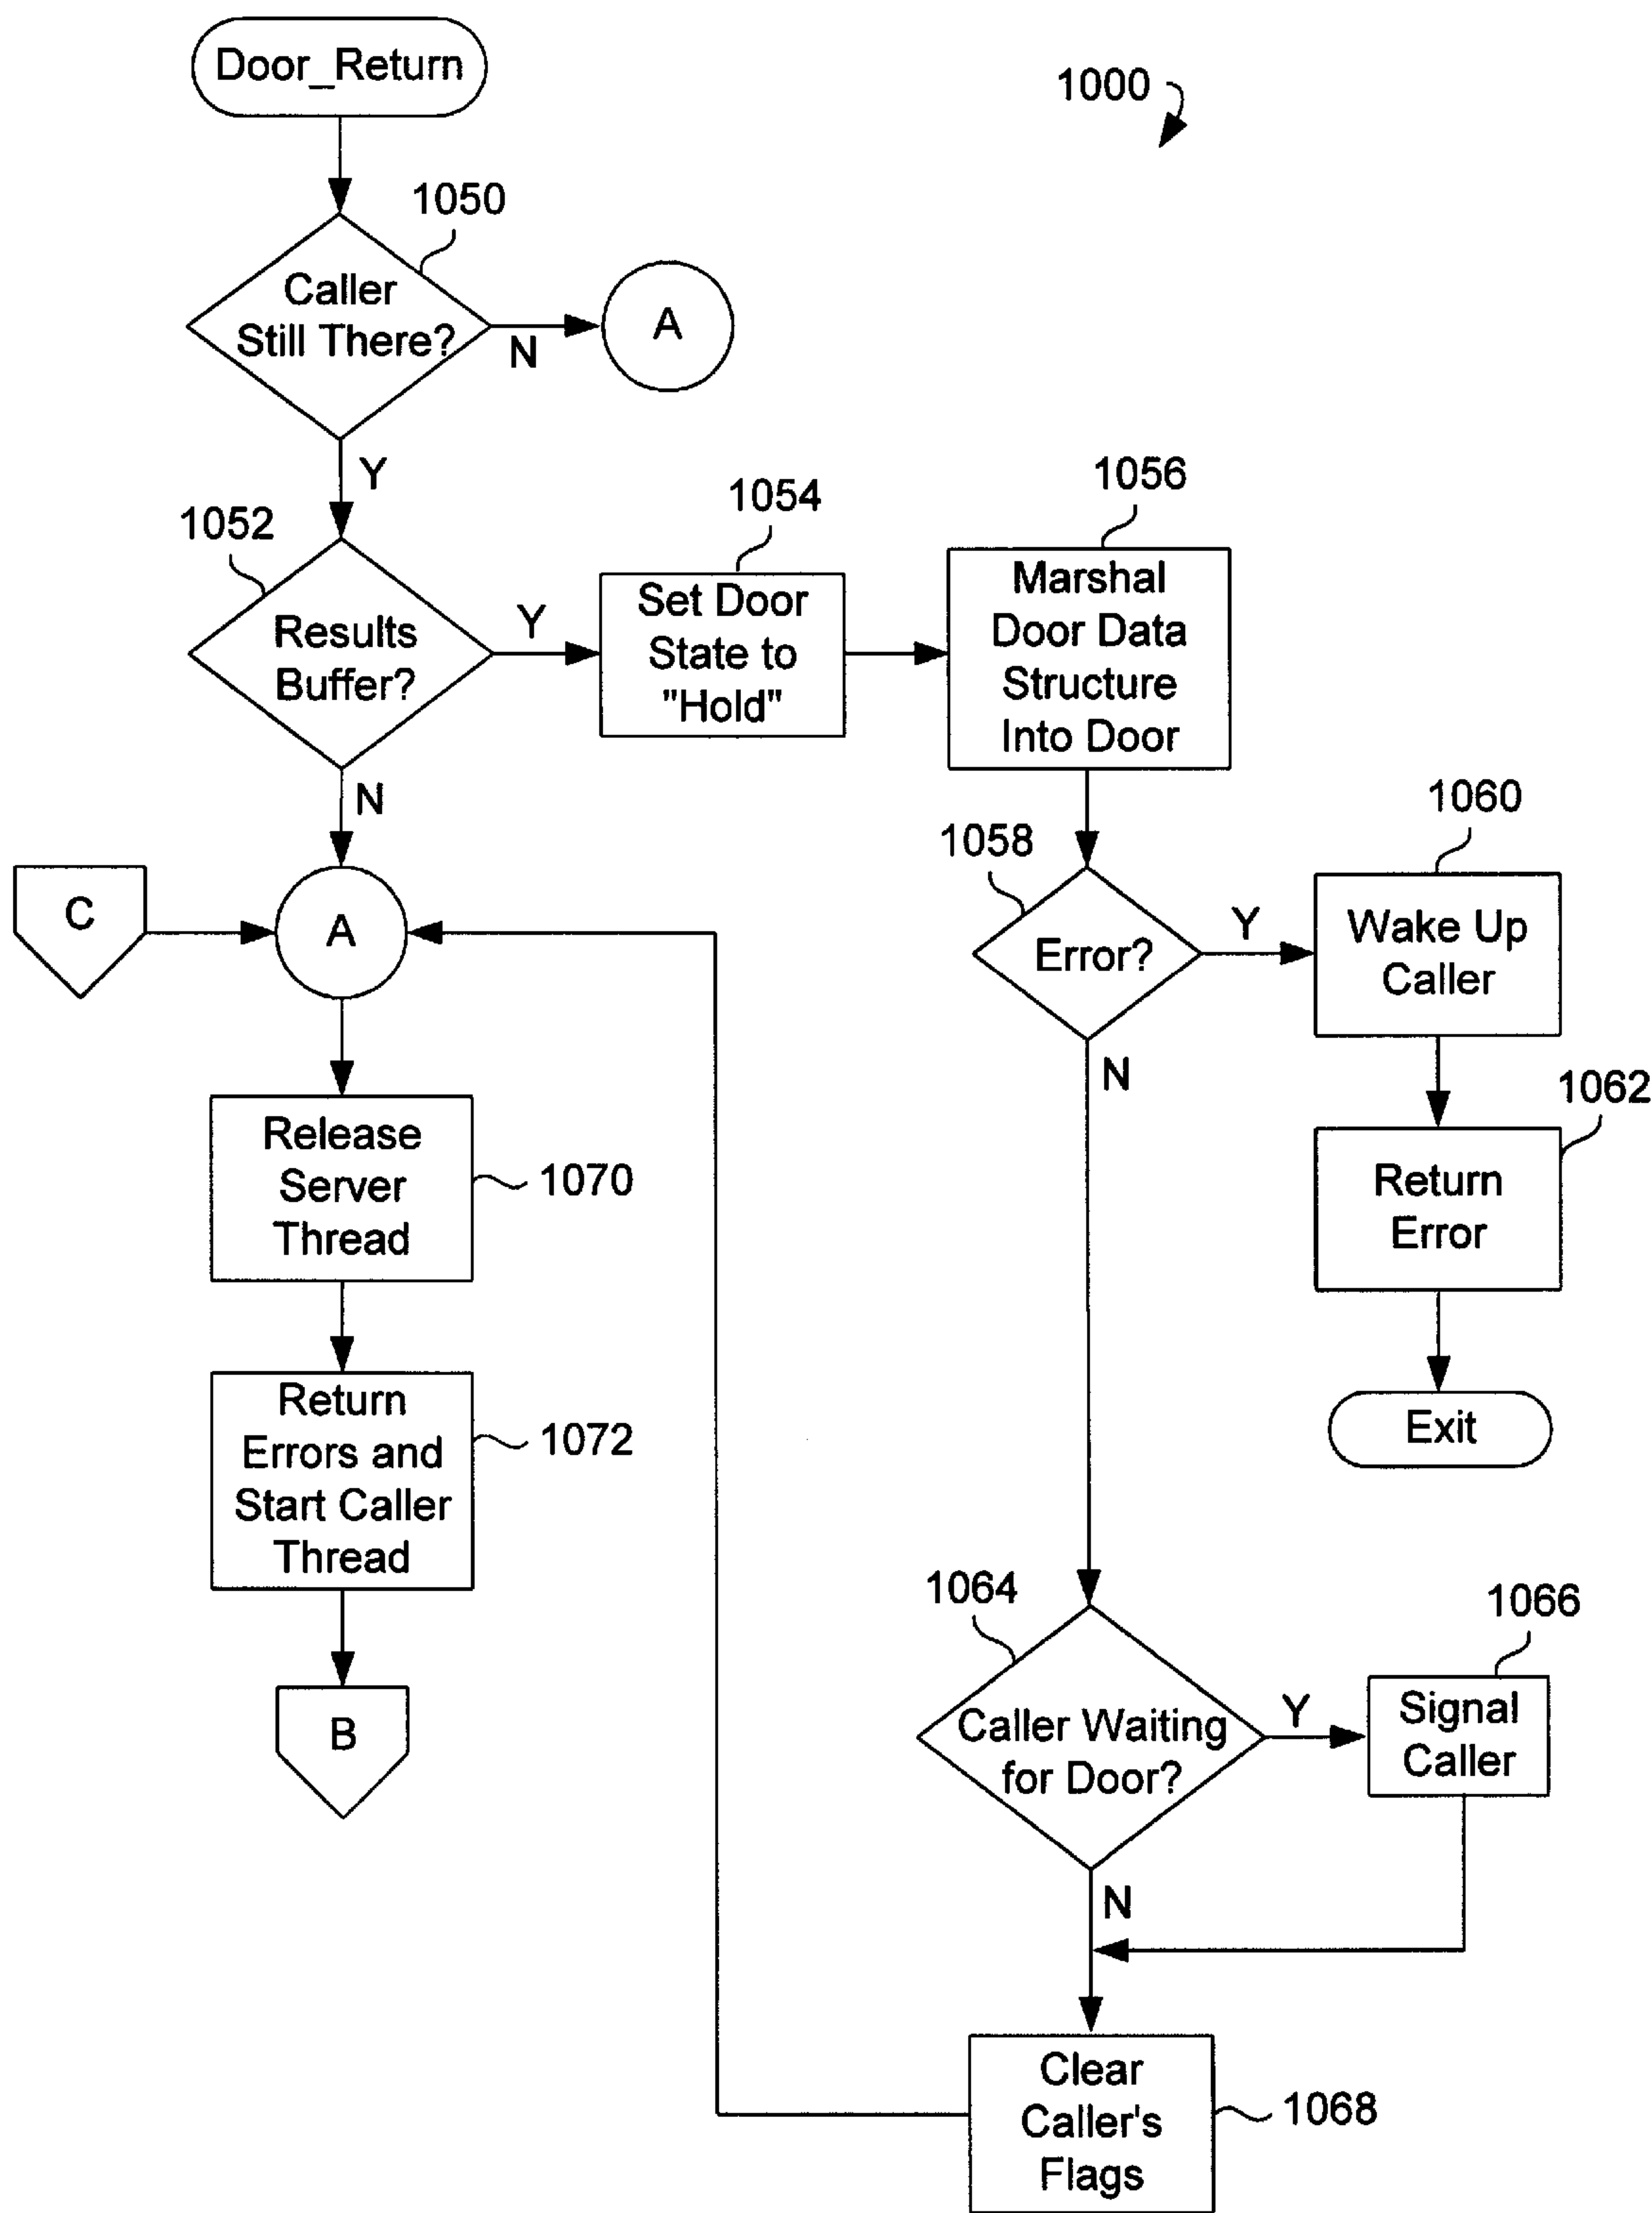 Door_Return
1000
1050
Caller
Still There?
N
A
Y
1052
Results
Buffer?
Y
1054
Set Door
State to
"Hold"
1056
Marshal
Door Data
Structure
Into Door
N
C
A
1058
Error?
Y
1060
Wake Up
Caller
N
1062
Return
Error
Exit
Release
Server
Thread
1070
Return
Errors and
Start Caller
Thread
1072
B
1064
Caller Waiting
for Door?
Y
1066
Signal
Caller
N
Clear
Caller's
Flags
1068